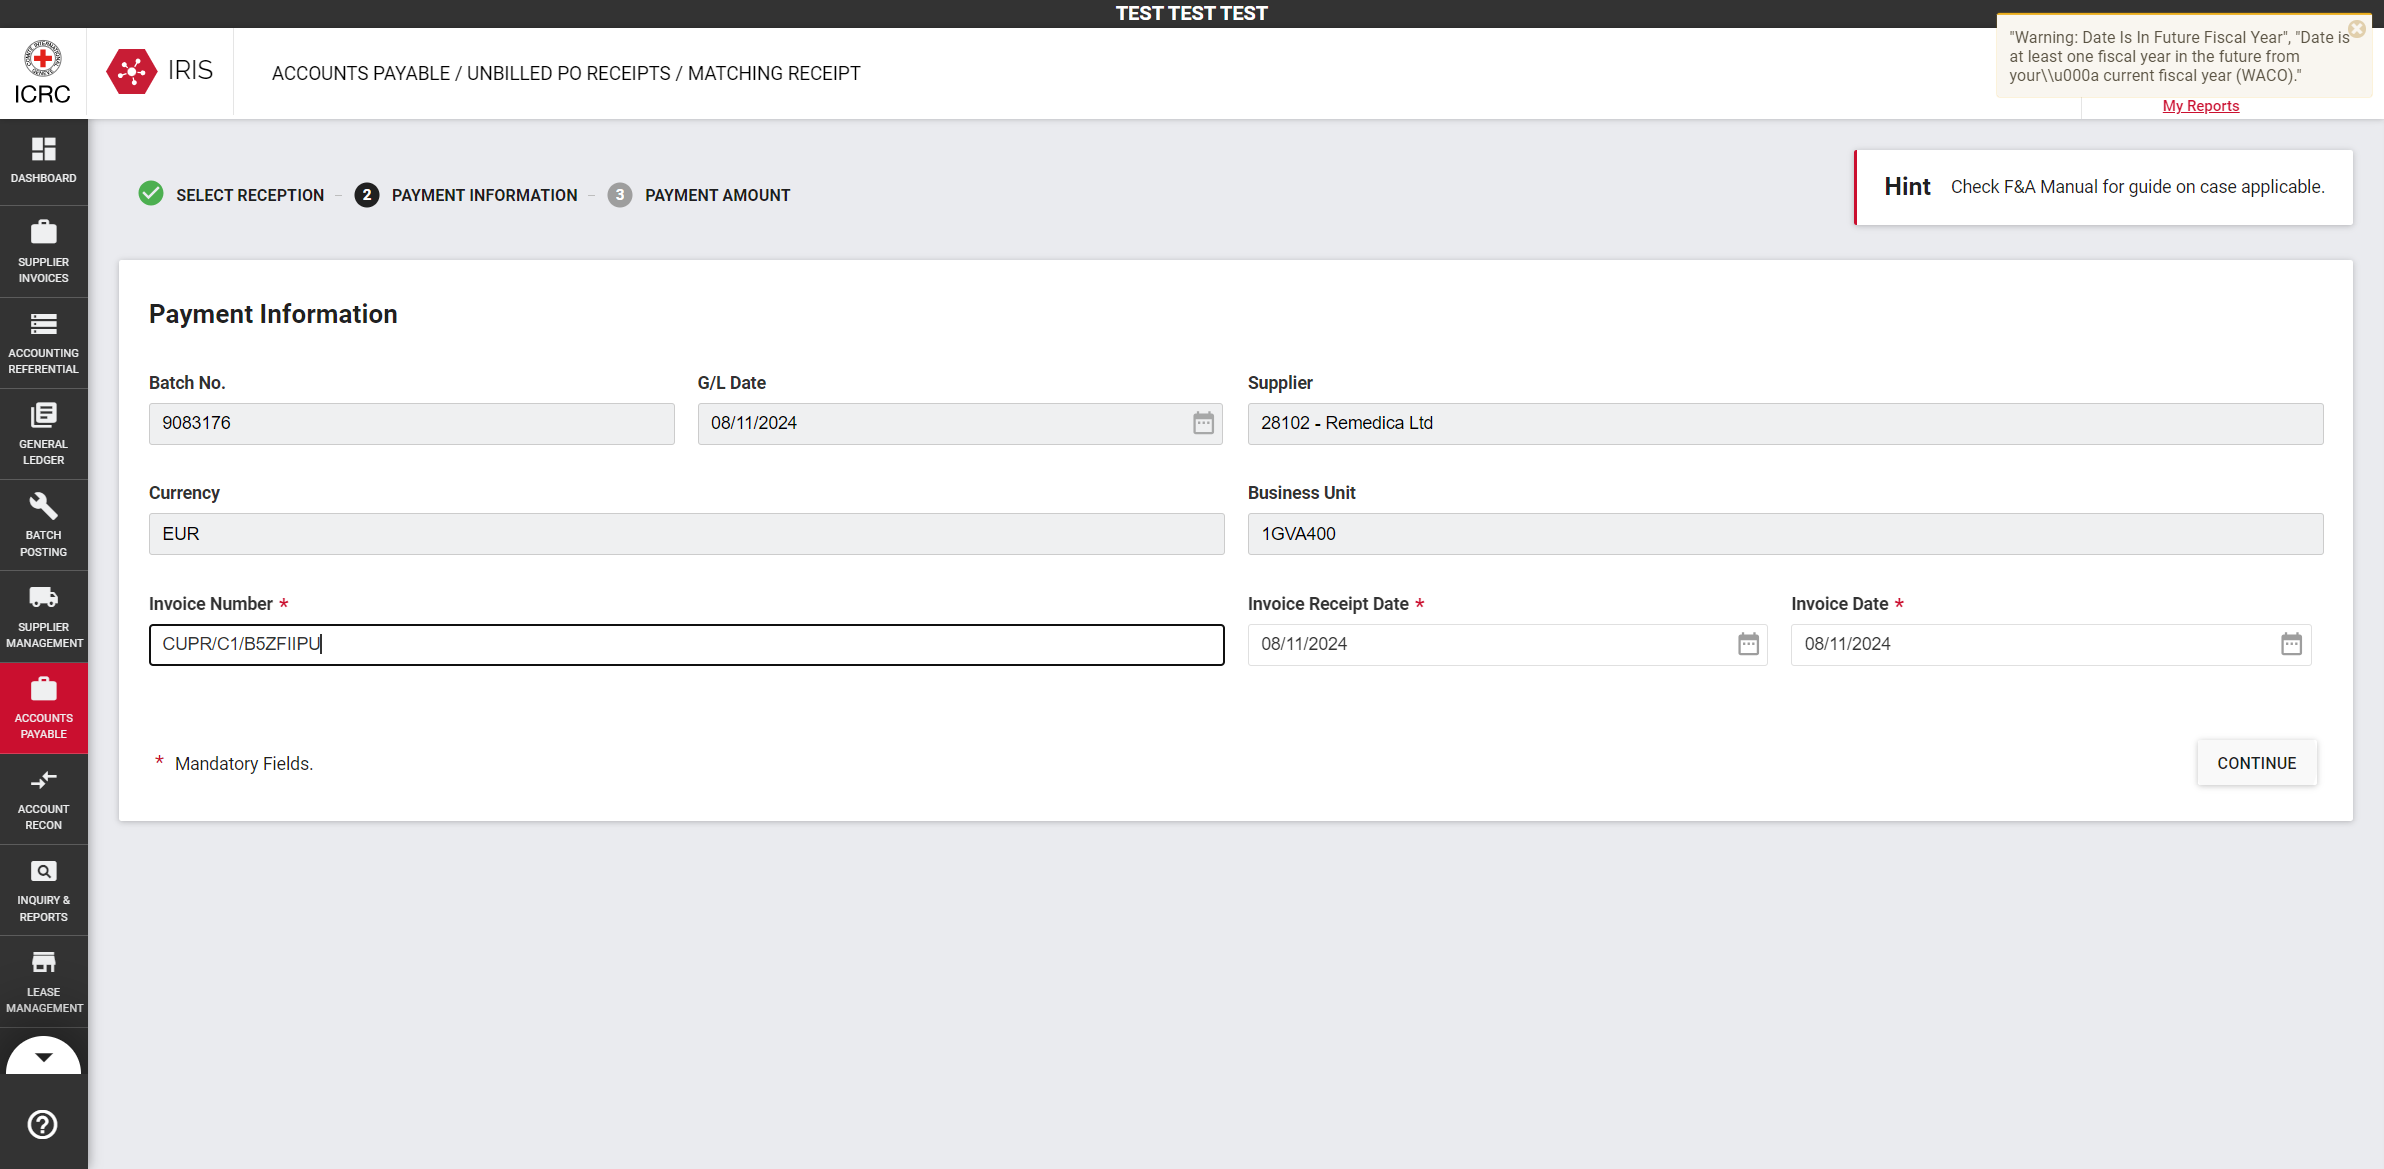 TEST TEST TEST
ICRC
IRIS
ACCOUNTS PAYABLE / UNBILLED PO RECEIPTS / MATCHING RECEIPT
"Warning: Date Is In Future Fiscal Year", "Date is
at least one fiscal year in the future from
your\\u000a current fiscal year (WACO)."
My Reports
DASHBOARD
SUPPLIER
INVOICES
ACCOUNTING
REFERENTIAL
GENERAL
LEDGER
BATCH
POSTING
SUPPLIER
MANAGEMENT
ACCOUNTS
PAYABLE
ACCOUNT
RECON
INQUIRY &
REPORTS
LEASE
MANAGEMENT
SELECT RECEPTION – 2 PAYMENT INFORMATION – 3 PAYMENT AMOUNT
Hint Check F&A Manual for guide on case applicable.
Payment Information
Batch No. G/L Date Supplier
9083176 08/11/2024 28102 - Remedica Ltd
Currency Business Unit
EUR 1GVA400
Invoice Number * Invoice Receipt Date * Invoice Date *
CUPR/C1/B5ZFIIPU 08/11/2024 08/11/2024
* Mandatory Fields.
CONTINUE